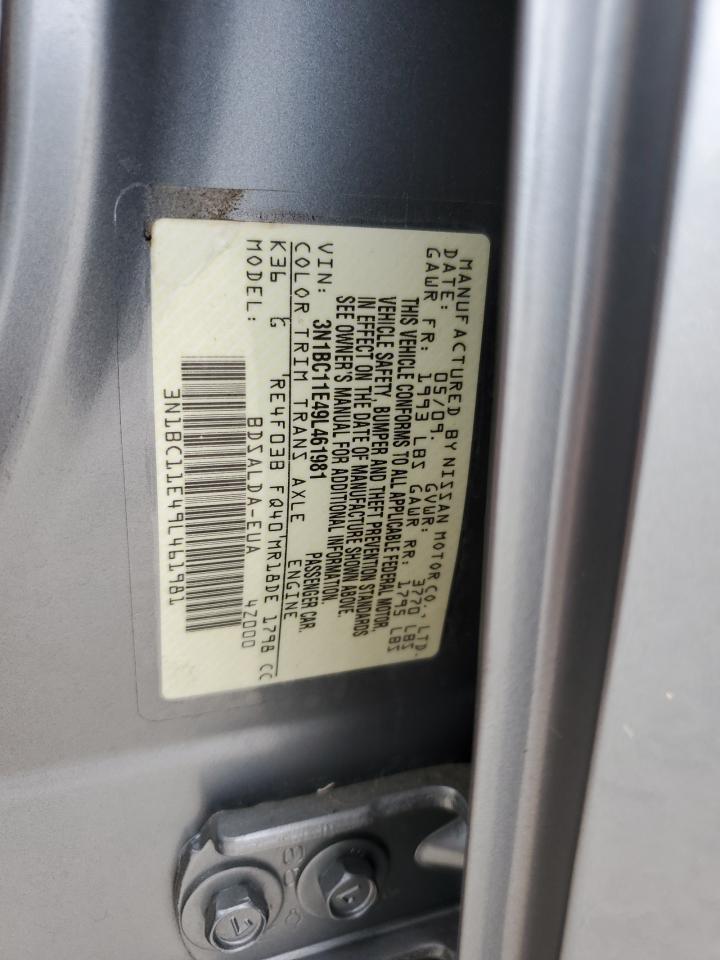 MANUFACTURED BY NISSAN MOTOR CO., LTD.
DATE: 05/09. GVWR: 3770 LBS
GAWR FR: 1993 LBS GAWR RR: 1795 LBS
THIS VEHICLE CONFORMS TO ALL APPLICABLE FEDERAL MOTOR
VEHICLE SAFETY, BUMPER AND THEFT PREVENTION STANDARDS
IN EFFECT ON THE DATE OF MANUFACTURE SHOWN ABOVE.
SEE OWNER'S MANUAL FOR ADDITIONAL INFORMATION.
VIN: 3N1BC11E49L461981 PASSENGER CAR
COLOR TRIM TRANS AXLE ENGINE
K36 G RE4F03B FQ40 MR18DE 1798 CC
MODEL: BDSALDA-EUA 4Z000
3N1BC11E49L461981